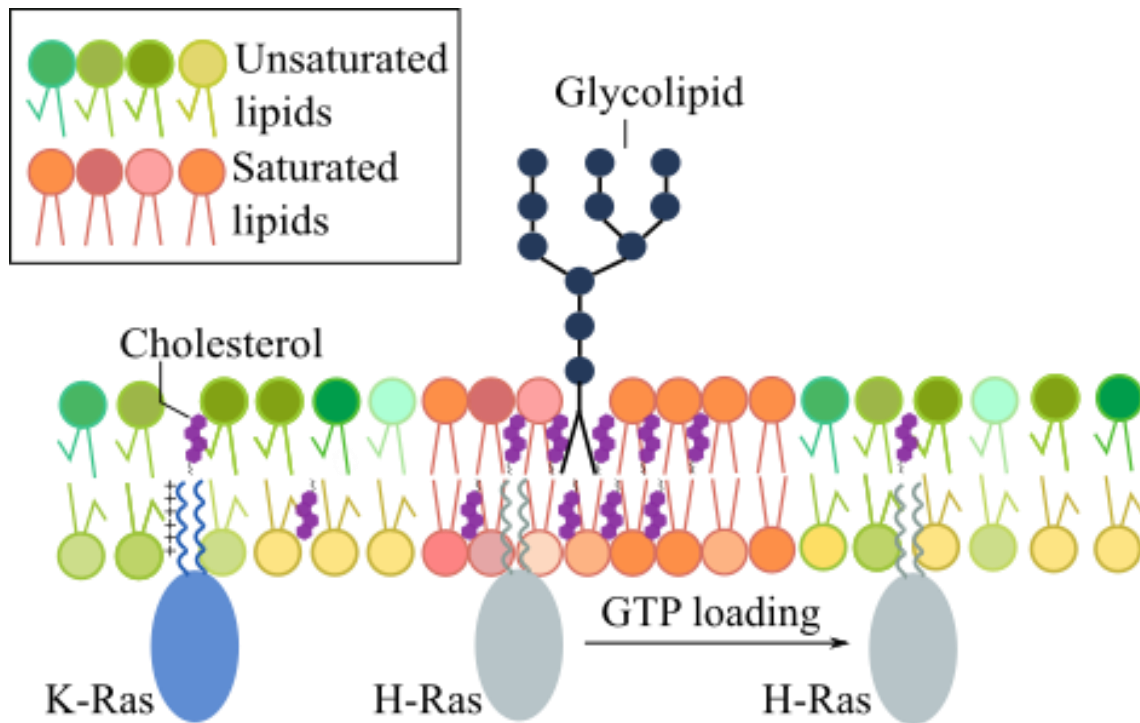 Unsaturated
lipids
Saturated
lipids
Glycolipid
Cholesterol
+++++
GTP loading
K-Ras
H-Ras
H-Ras